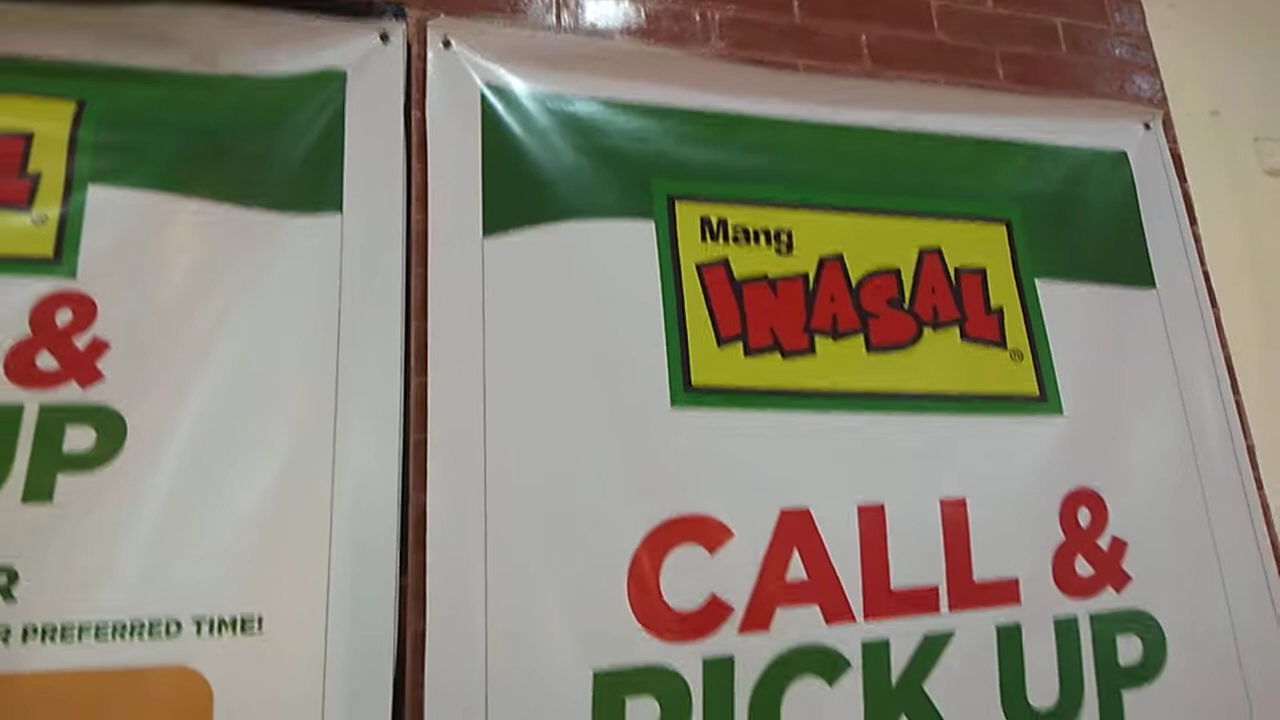 L
&
UP
R
R PREFERRED TIME!
Mang
INASAL
®
CALL &
PICK UP